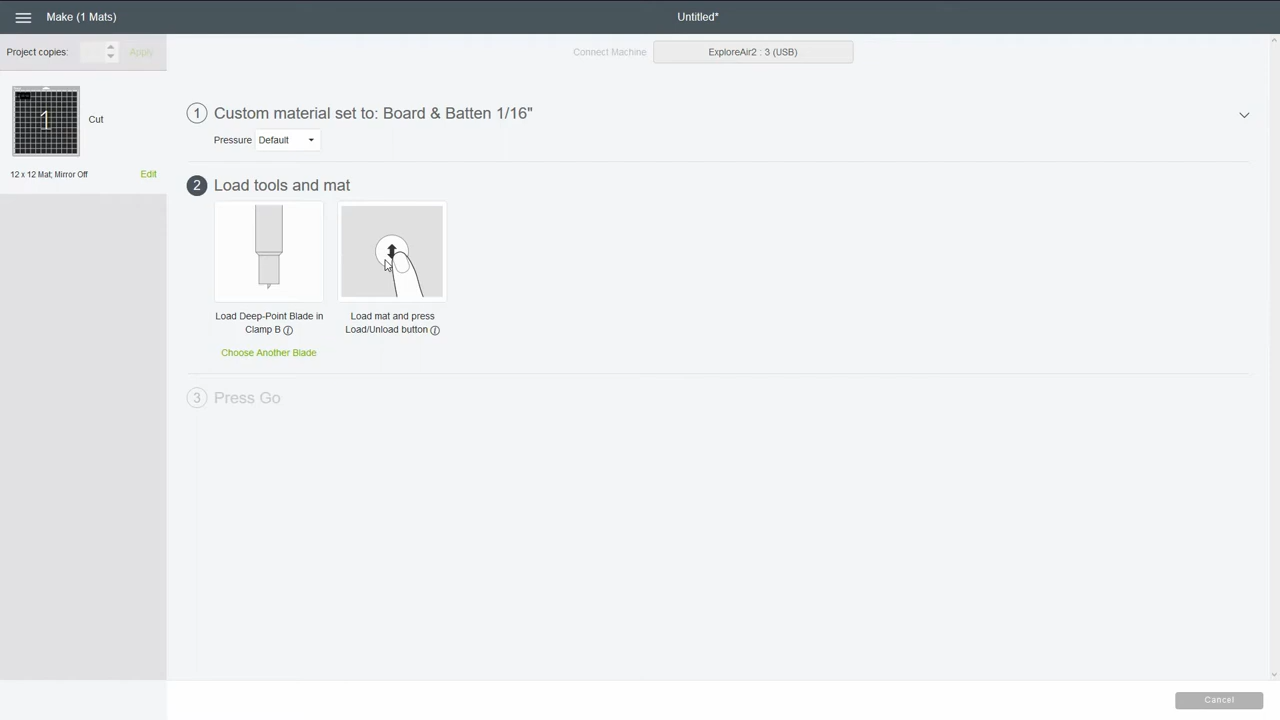 Make (1 Mats)
Untitled*
Project copies:
Apply
Connect Machine
ExploreAir2 : 3 (USB)
1
Cut
12 x 12 Mat; Mirror Off
Edit
1 Custom material set to: Board & Batten 1/16"
Pressure Default
2 Load tools and mat
Load Deep-Point Blade in
Clamp B i
Choose Another Blade
Load mat and press
Load/Unload button i
3 Press Go
Cancel